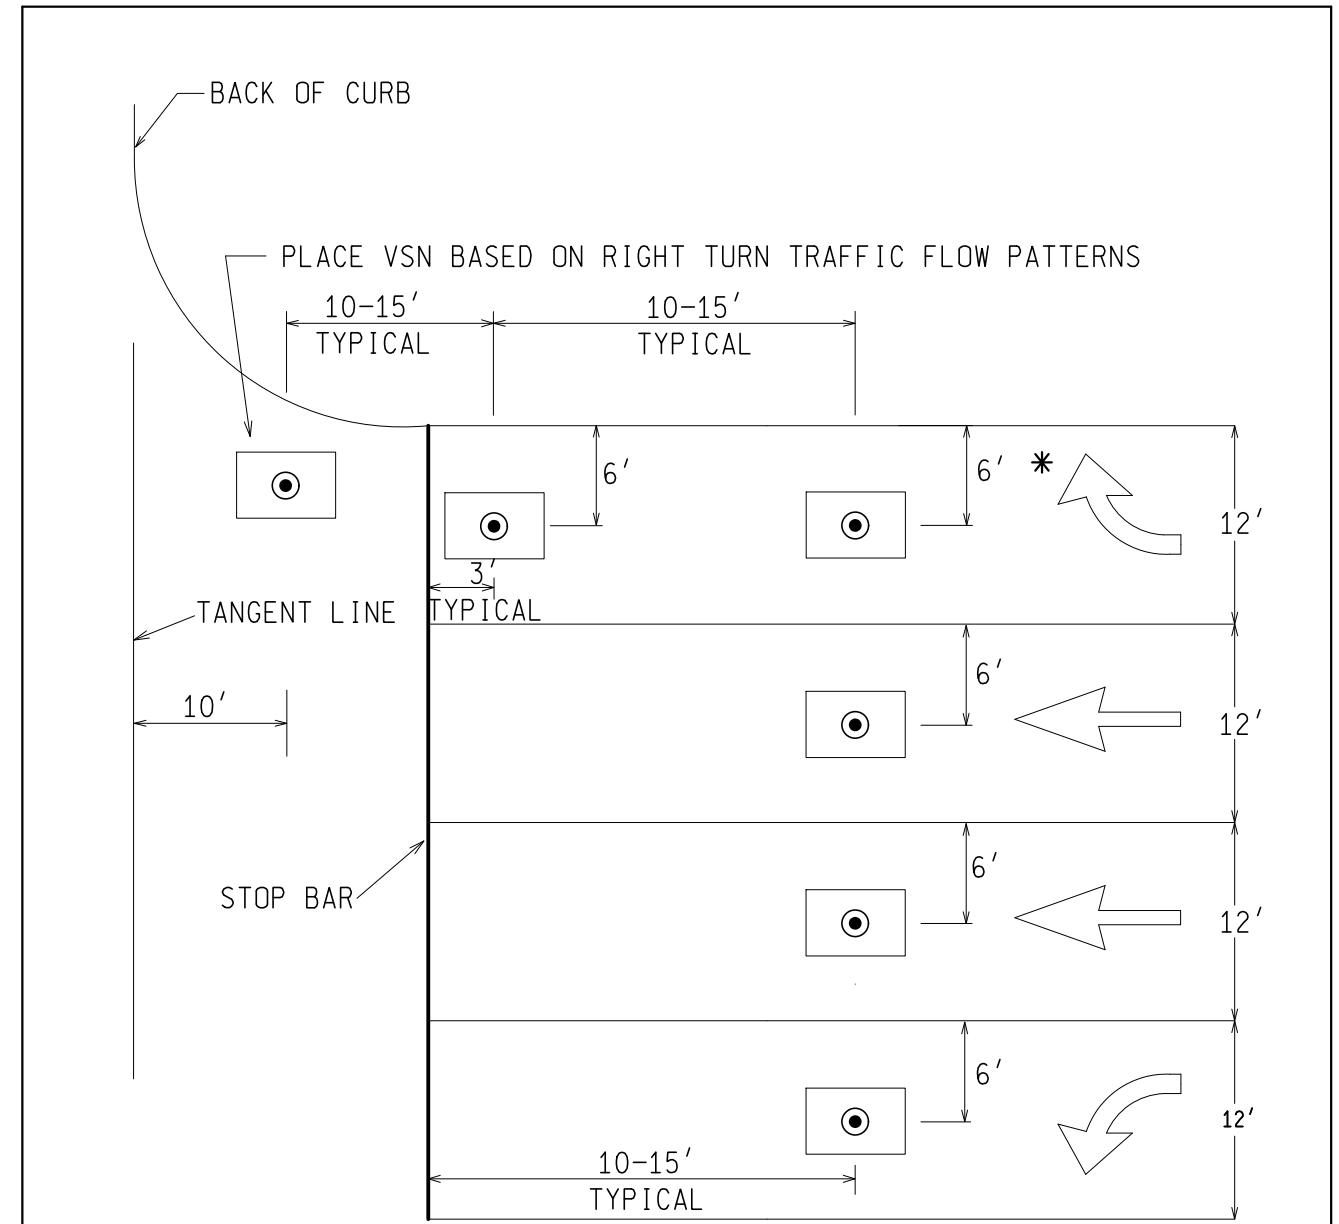 BACK OF CURB
PLACE VSN BASED ON RIGHT TURN TRAFFIC FLOW PATTERNS
10-15' 10-15'
TYPICAL TYPICAL
6' 6' *
12'
3'
TYPICAL
TANGENT LINE
6'
10'
12'
6'
STOP BAR
12'
6'
12'
10-15'
TYPICAL